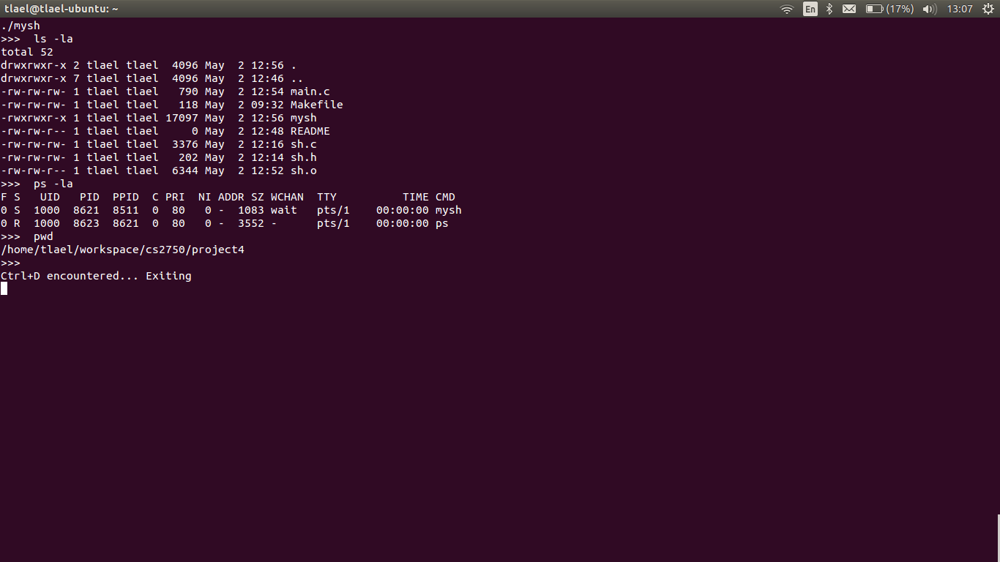 tlael@tlael-ubuntu: ~
En
(17%)
13:07
./mysh
>>>  ls -la
total 52
drwxrwxr-x 2 tlael tlael  4096 May  2 12:56 .
drwxrwxr-x 7 tlael tlael  4096 May  2 12:46 ..
-rw-rw-rw- 1 tlael tlael   790 May  2 12:54 main.c
-rw-rw-rw- 1 tlael tlael   118 May  2 09:32 Makefile
-rwxrwxr-x 1 tlael tlael 17097 May  2 12:56 mysh
-rw-rw-r-- 1 tlael tlael     0 May  2 12:48 README
-rw-rw-rw- 1 tlael tlael  3376 May  2 12:16 sh.c
-rw-rw-rw- 1 tlael tlael   202 May  2 12:14 sh.h
-rw-rw-r-- 1 tlael tlael  6344 May  2 12:52 sh.o
>>>  ps -la
F S   UID   PID  PPID  C PRI  NI ADDR SZ WCHAN  TTY          TIME CMD
0 S  1000  8621  8511  0  80   0 -  1083 wait   pts/1    00:00:00 mysh
0 R  1000  8623  8621  0  80   0 -  3552 -      pts/1    00:00:00 ps
>>>  pwd
/home/tlael/workspace/cs2750/project4
>>>
Ctrl+D encountered... Exiting